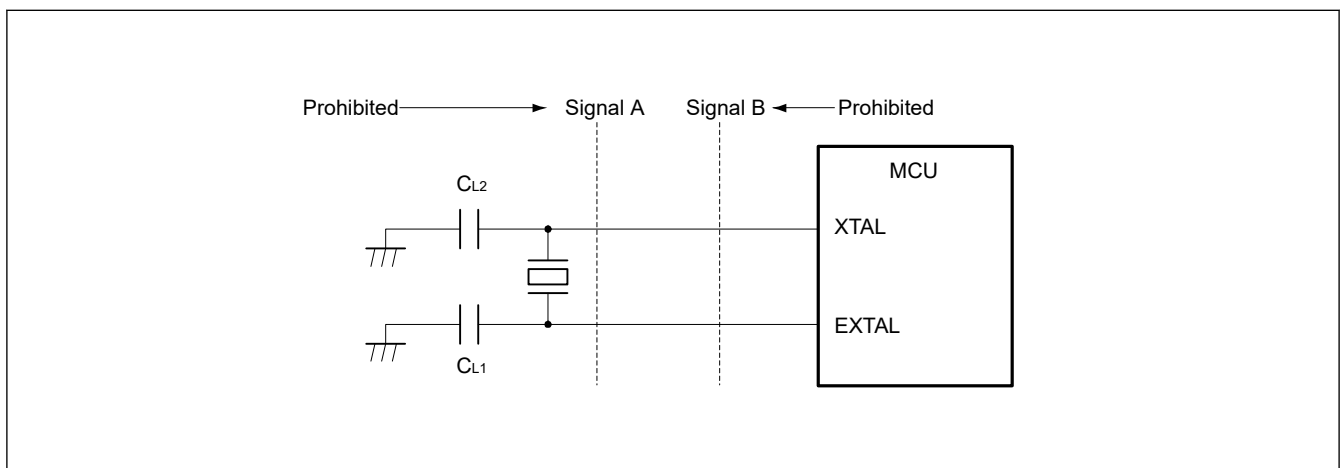 Prohibited Signal A Signal B Prohibited
MCU
CL2
XTAL
EXTAL
CL1